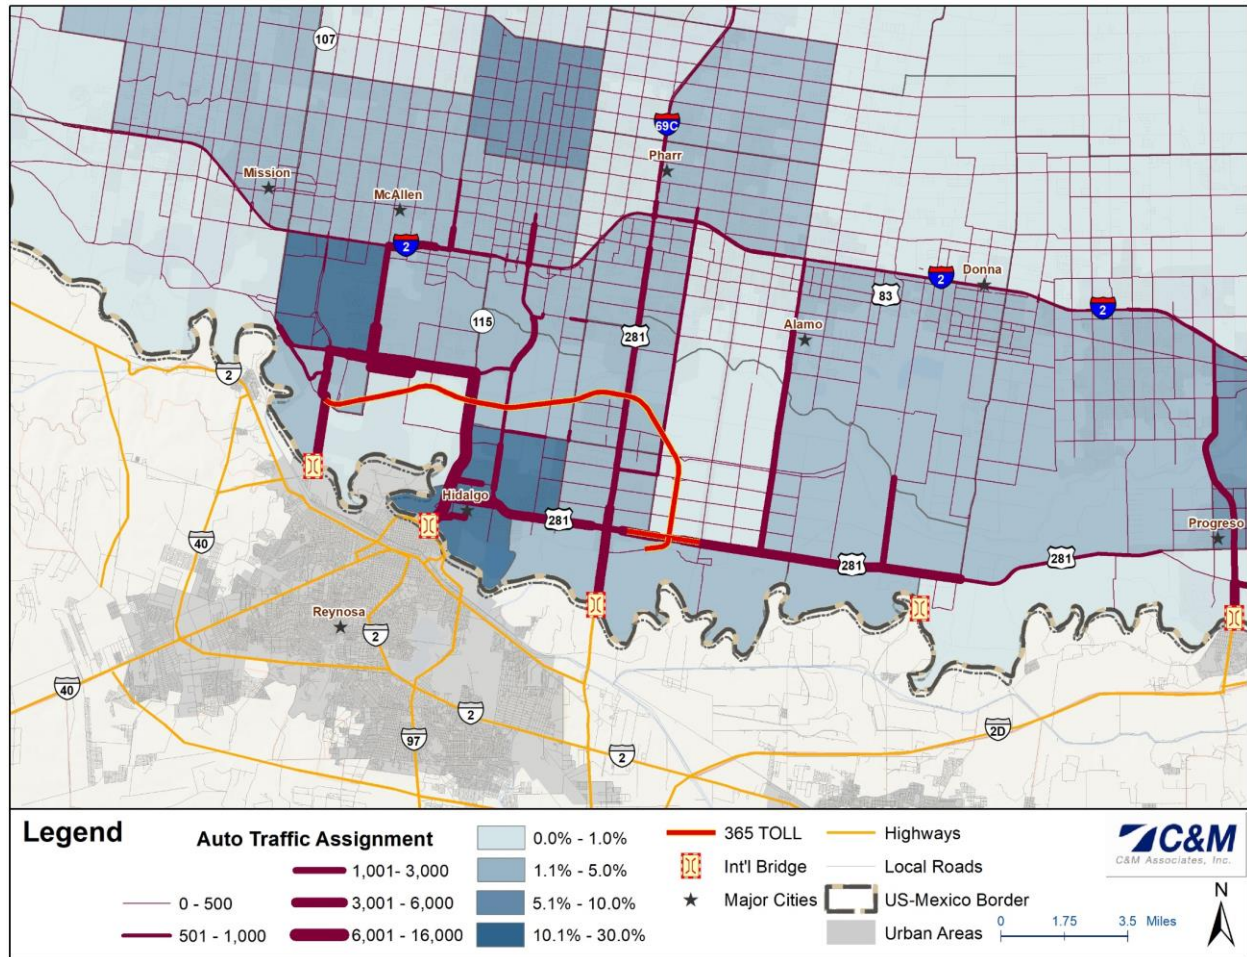 107
69C
Pharr
Mission
McAllen
2
Donna
2
83
2
115
281
Alamo
2
Hidalgo
281
Progreso
40
281
281
Reynosa
2
40
2
97
2D
2
Legend
Auto Traffic Assignment
0 - 500
501 - 1,000
1,001- 3,000
3,001 - 6,000
6,001 - 16,000
0.0% - 1.0%
1.1% - 5.0%
5.1% - 10.0%
10.1% - 30.0%
365 TOLL
Int'l Bridge
Major Cities
Highways
Local Roads
US-Mexico Border
Urban Areas
C&M
C&M Associates, Inc.
N
0 1.75 3.5 Miles